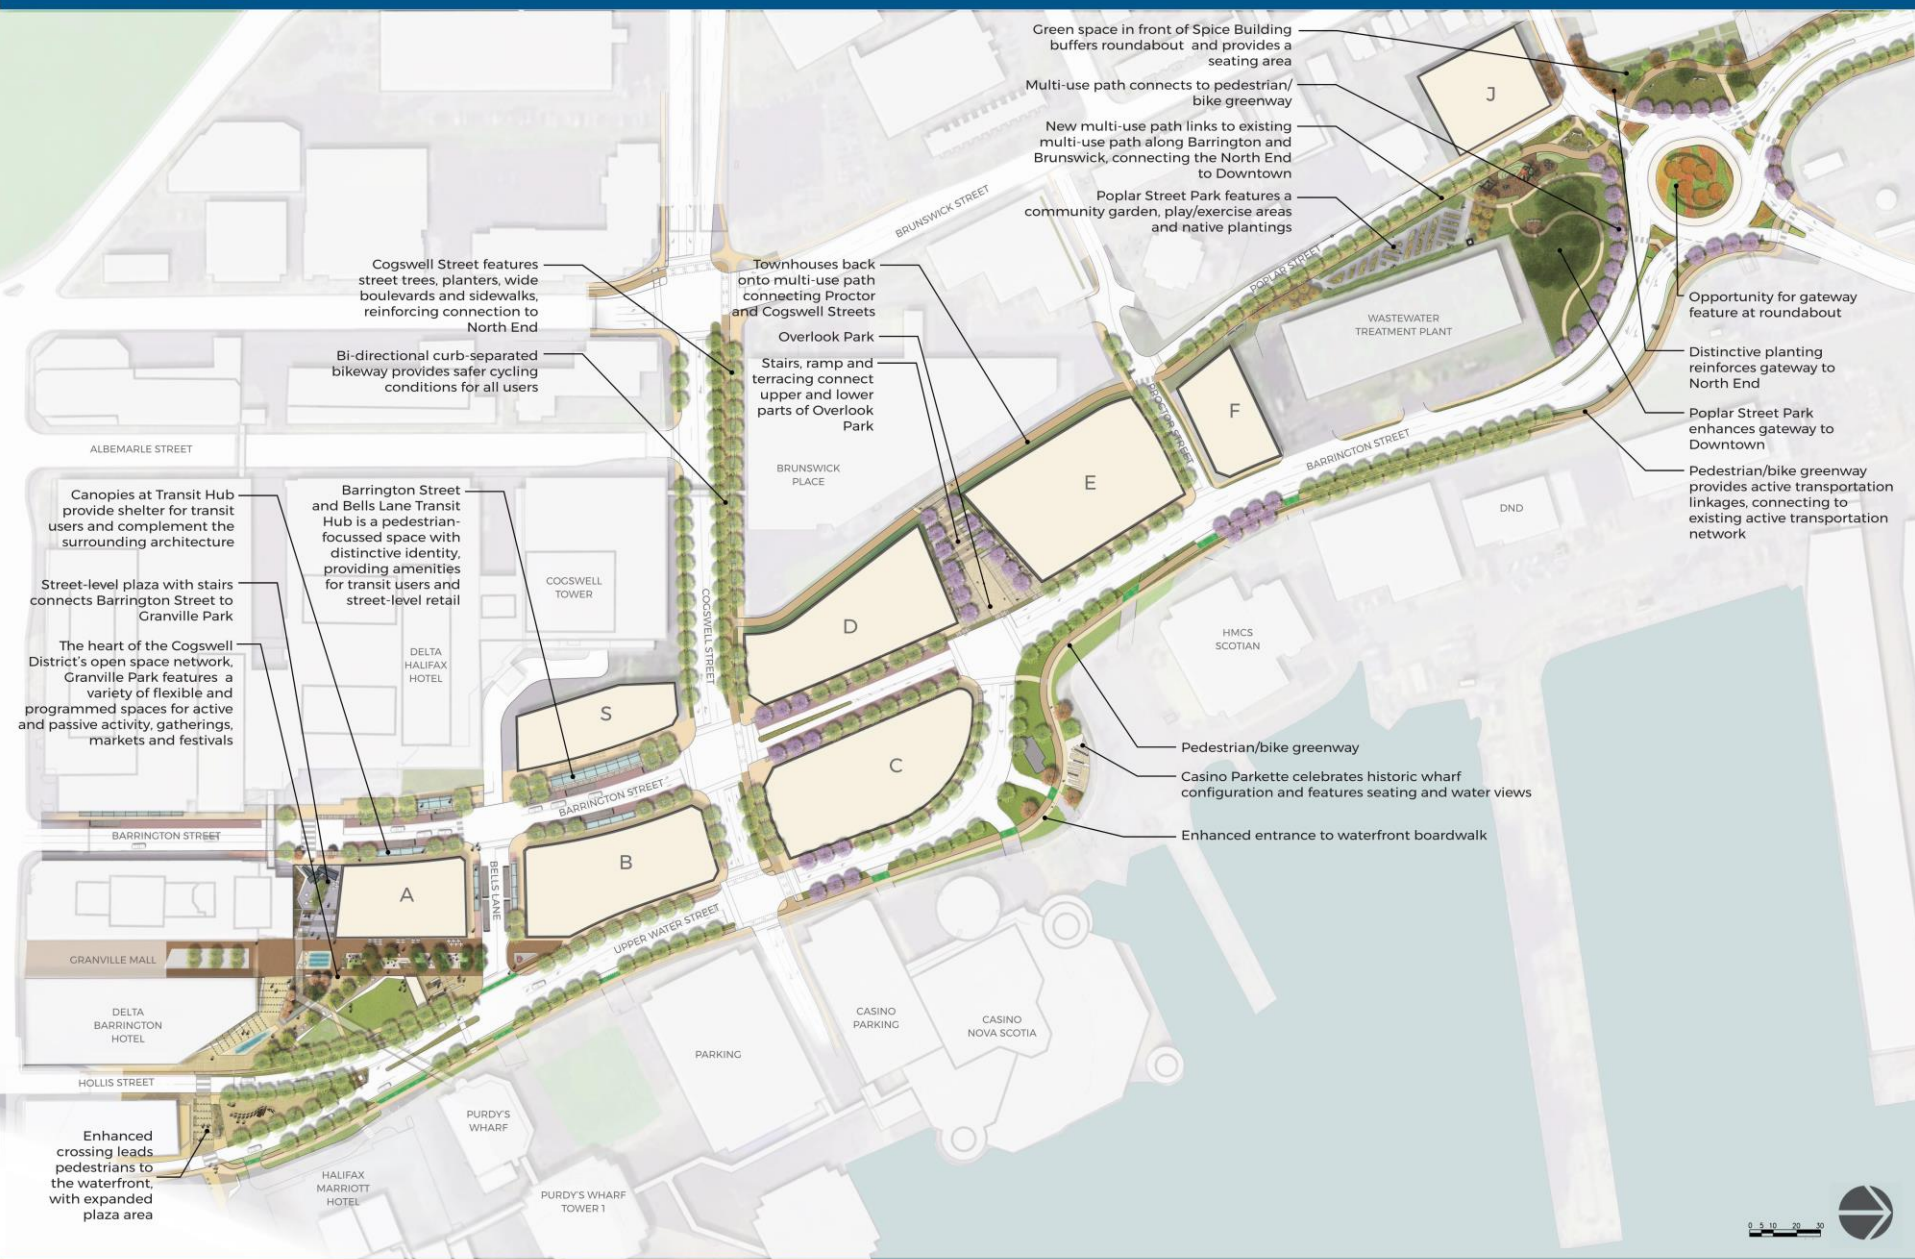 Green space in front of Spice Building
buffers roundabout and provides a
seating area
Multi-use path connects to pedestrian/
bike greenway
New multi-use path links to existing
multi-use path along Barrington and
Brunswick, connecting the North End
to Downtown
Poplar Street Park features a
community garden, play/exercise areas
and native plantings
J
BRUNSWICK STREET
POPLAR STREET
Cogswell Street features
street trees, planters, wide
boulevards and sidewalks,
reinforcing connection to
North End
Bi-directional curb-separated
bikeway provides safer cycling
conditions for all users
Townhouses back
onto multi-use path
connecting Proctor
and Cogswell Streets
Overlook Park
Stairs, ramp and
terracing connect
upper and lower
parts of Overlook
Park
WASTEWATER
TREATMENT PLANT
Opportunity for gateway
feature at roundabout
Distinctive planting
reinforces gateway to
North End
Poplar Street Park
enhances gateway to
Downtown
Pedestrian/bike greenway
provides active transportation
linkages, connecting to
existing active transportation
network
ALBEMARLE STREET
BRUNSWICK
PLACE
PROCTOR STREET
F
E
BARRINGTON STREET
DND
Canopies at Transit Hub
provide shelter for transit
users and complement the
surrounding architecture
Barrington Street
and Bells Lane Transit
Hub is a pedestrian-
focussed space with
distinctive identity,
providing amenities
for transit users and
street-level retail
Street-level plaza with stairs
connects Barrington Street to
Granville Park
The heart of the Cogswell
District's open space network,
Granville Park features a
variety of flexible and
programmed spaces for active
and passive activity, gatherings,
markets and festivals
COGSWELL
TOWER
DELTA
HALIFAX
HOTEL
COGSWELL STREET
D
HMCS
SCOTIAN
S
C
Pedestrian/bike greenway
Casino Parkette celebrates historic wharf
configuration and features seating and water views
Enhanced entrance to waterfront boardwalk
BARRINGTON STREET
BARRINGTON STREET
A
BELLS LANE
B
UPPER WATER STREET
GRANVILLE MALL
DELTA
BARRINGTON
HOTEL
HOLLIS STREET
CASINO
PARKING
CASINO
NOVA SCOTIA
PARKING
PURDY'S
WHARF
Enhanced
crossing leads
pedestrians to
the waterfront,
with expanded
plaza area
HALIFAX
MARRIOTT
HOTEL
PURDY'S WHARF
TOWER 1
0 5 10 20 30